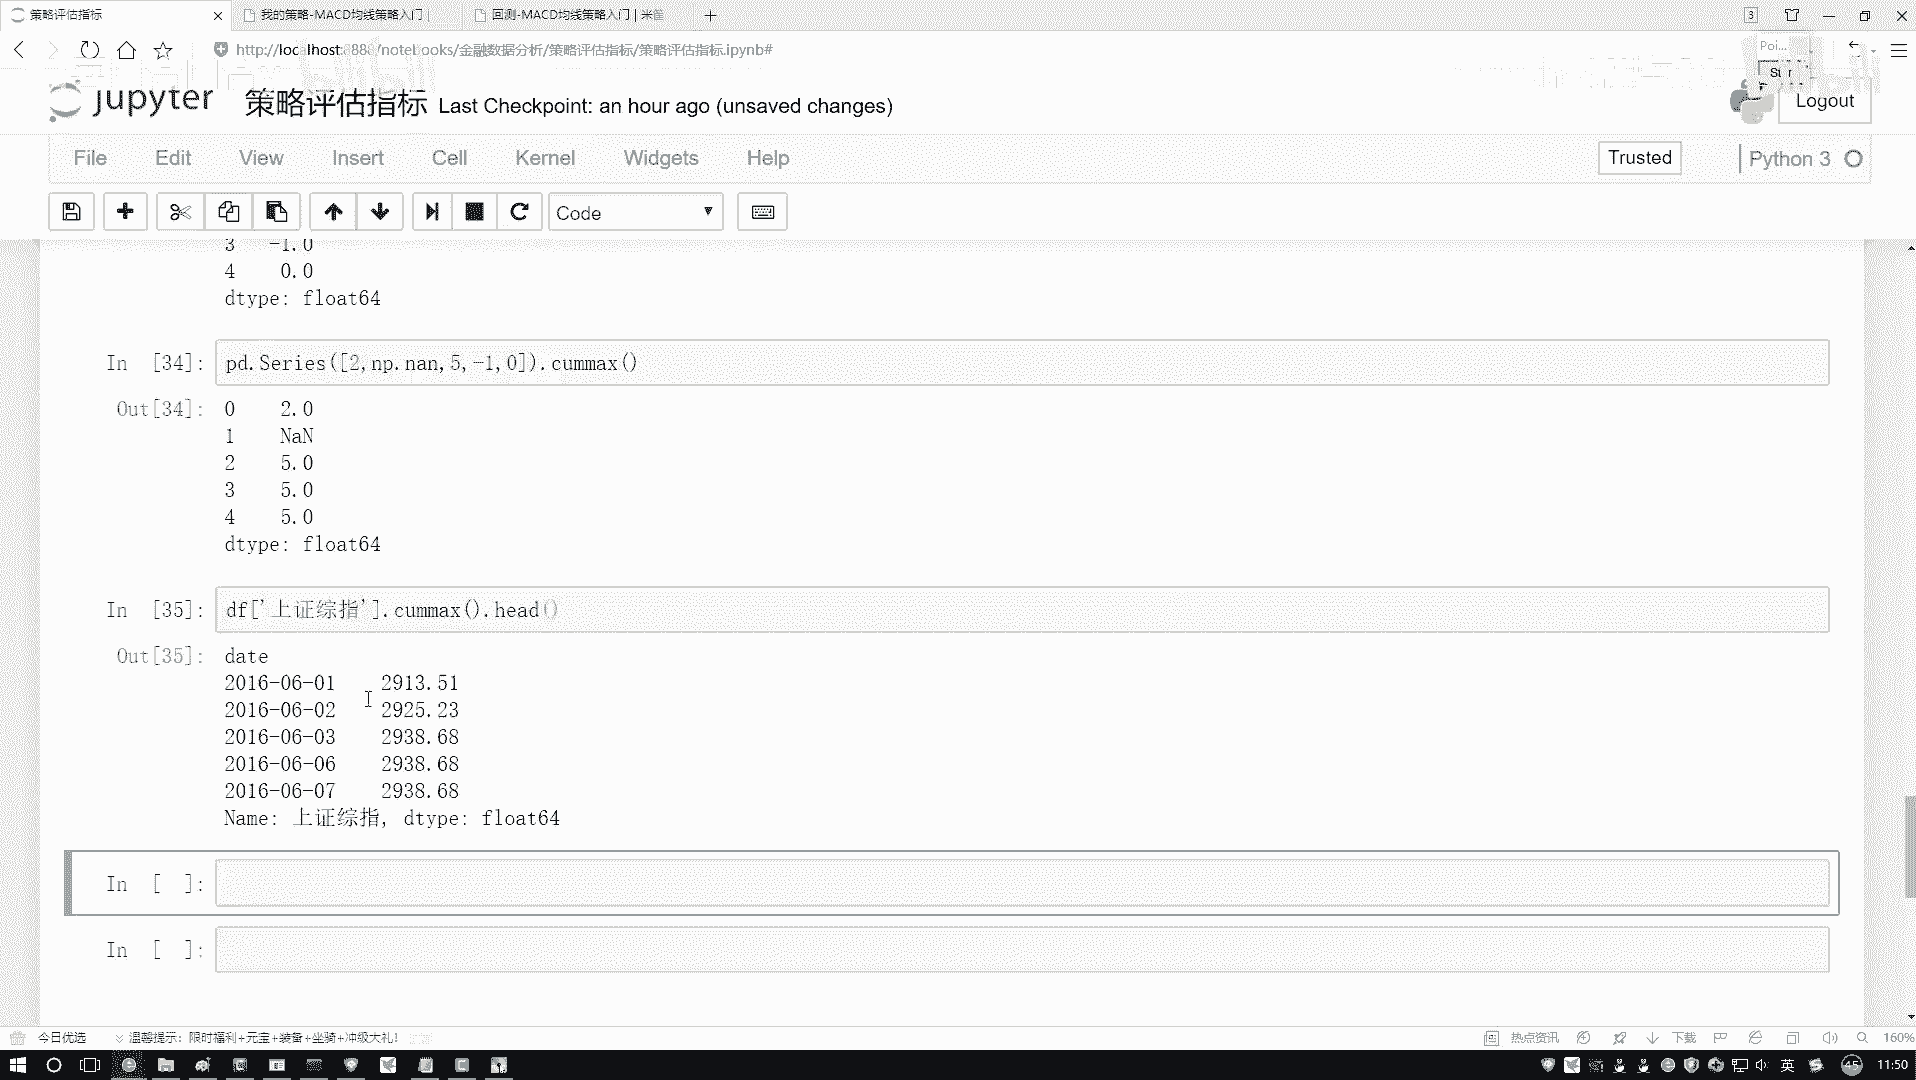 策略评估指标
我的策略-MACD均线策略入门 |
回测-MACD均线策略入门 | 米筐
3
http://localhost:888/notebooks/金融数据分析/策略评估指标/策略评估指标.ipynb#
jupyter 策略评估指标 Last Checkpoint: an hour ago (unsaved changes)
Logout
File Edit View Insert Cell Kernel Widgets Help
Trusted
Python 3
Code
3 -1.0
4 0.0
dtype: float64
In [34]: pd.Series([2,np.nan,5,-1,0]).cummax()
Out[34]: 0 2.0
1 NaN
2 5.0
3 5.0
4 5.0
dtype: float64
In [35]: df['上证综指'].cummax().head()
Out[35]: date
2016-06-01 2913.51
2016-06-02 2925.23
2016-06-03 2938.68
2016-06-06 2938.68
2016-06-07 2938.68
Name: 上证综指, dtype: float64
In [ ]:
In [ ]:
今日优选 温馨提示: 限时福利+元宝+装备+坐骑+冲级大礼!
热点资讯 下载 160%
英 45 11:50